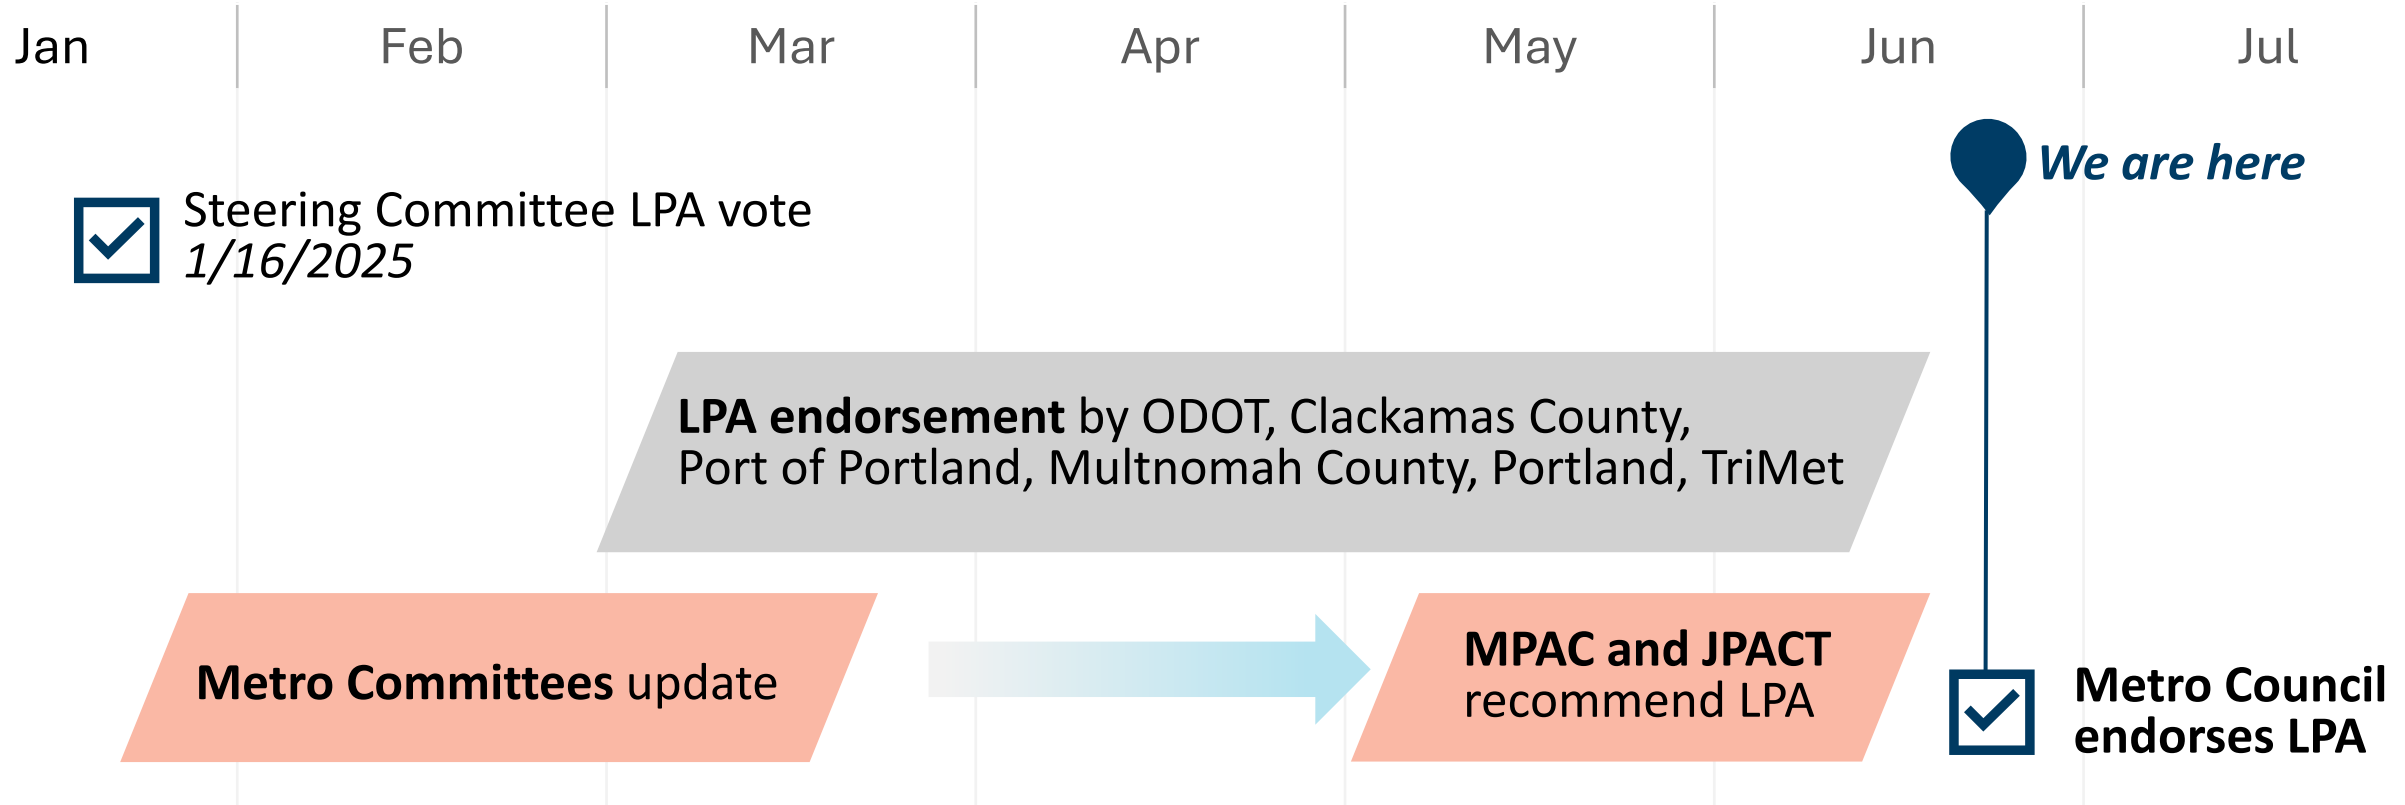 Jan Feb Mar Apr May Jun Jul
We are here
Steering Committee LPA vote
1/16/2025
LPA endorsement by ODOT, Clackamas County,
Port of Portland, Multnomah County, Portland, TriMet
Metro Committees update
MPAC and JPACT
recommend LPA
Metro Council
endorses LPA